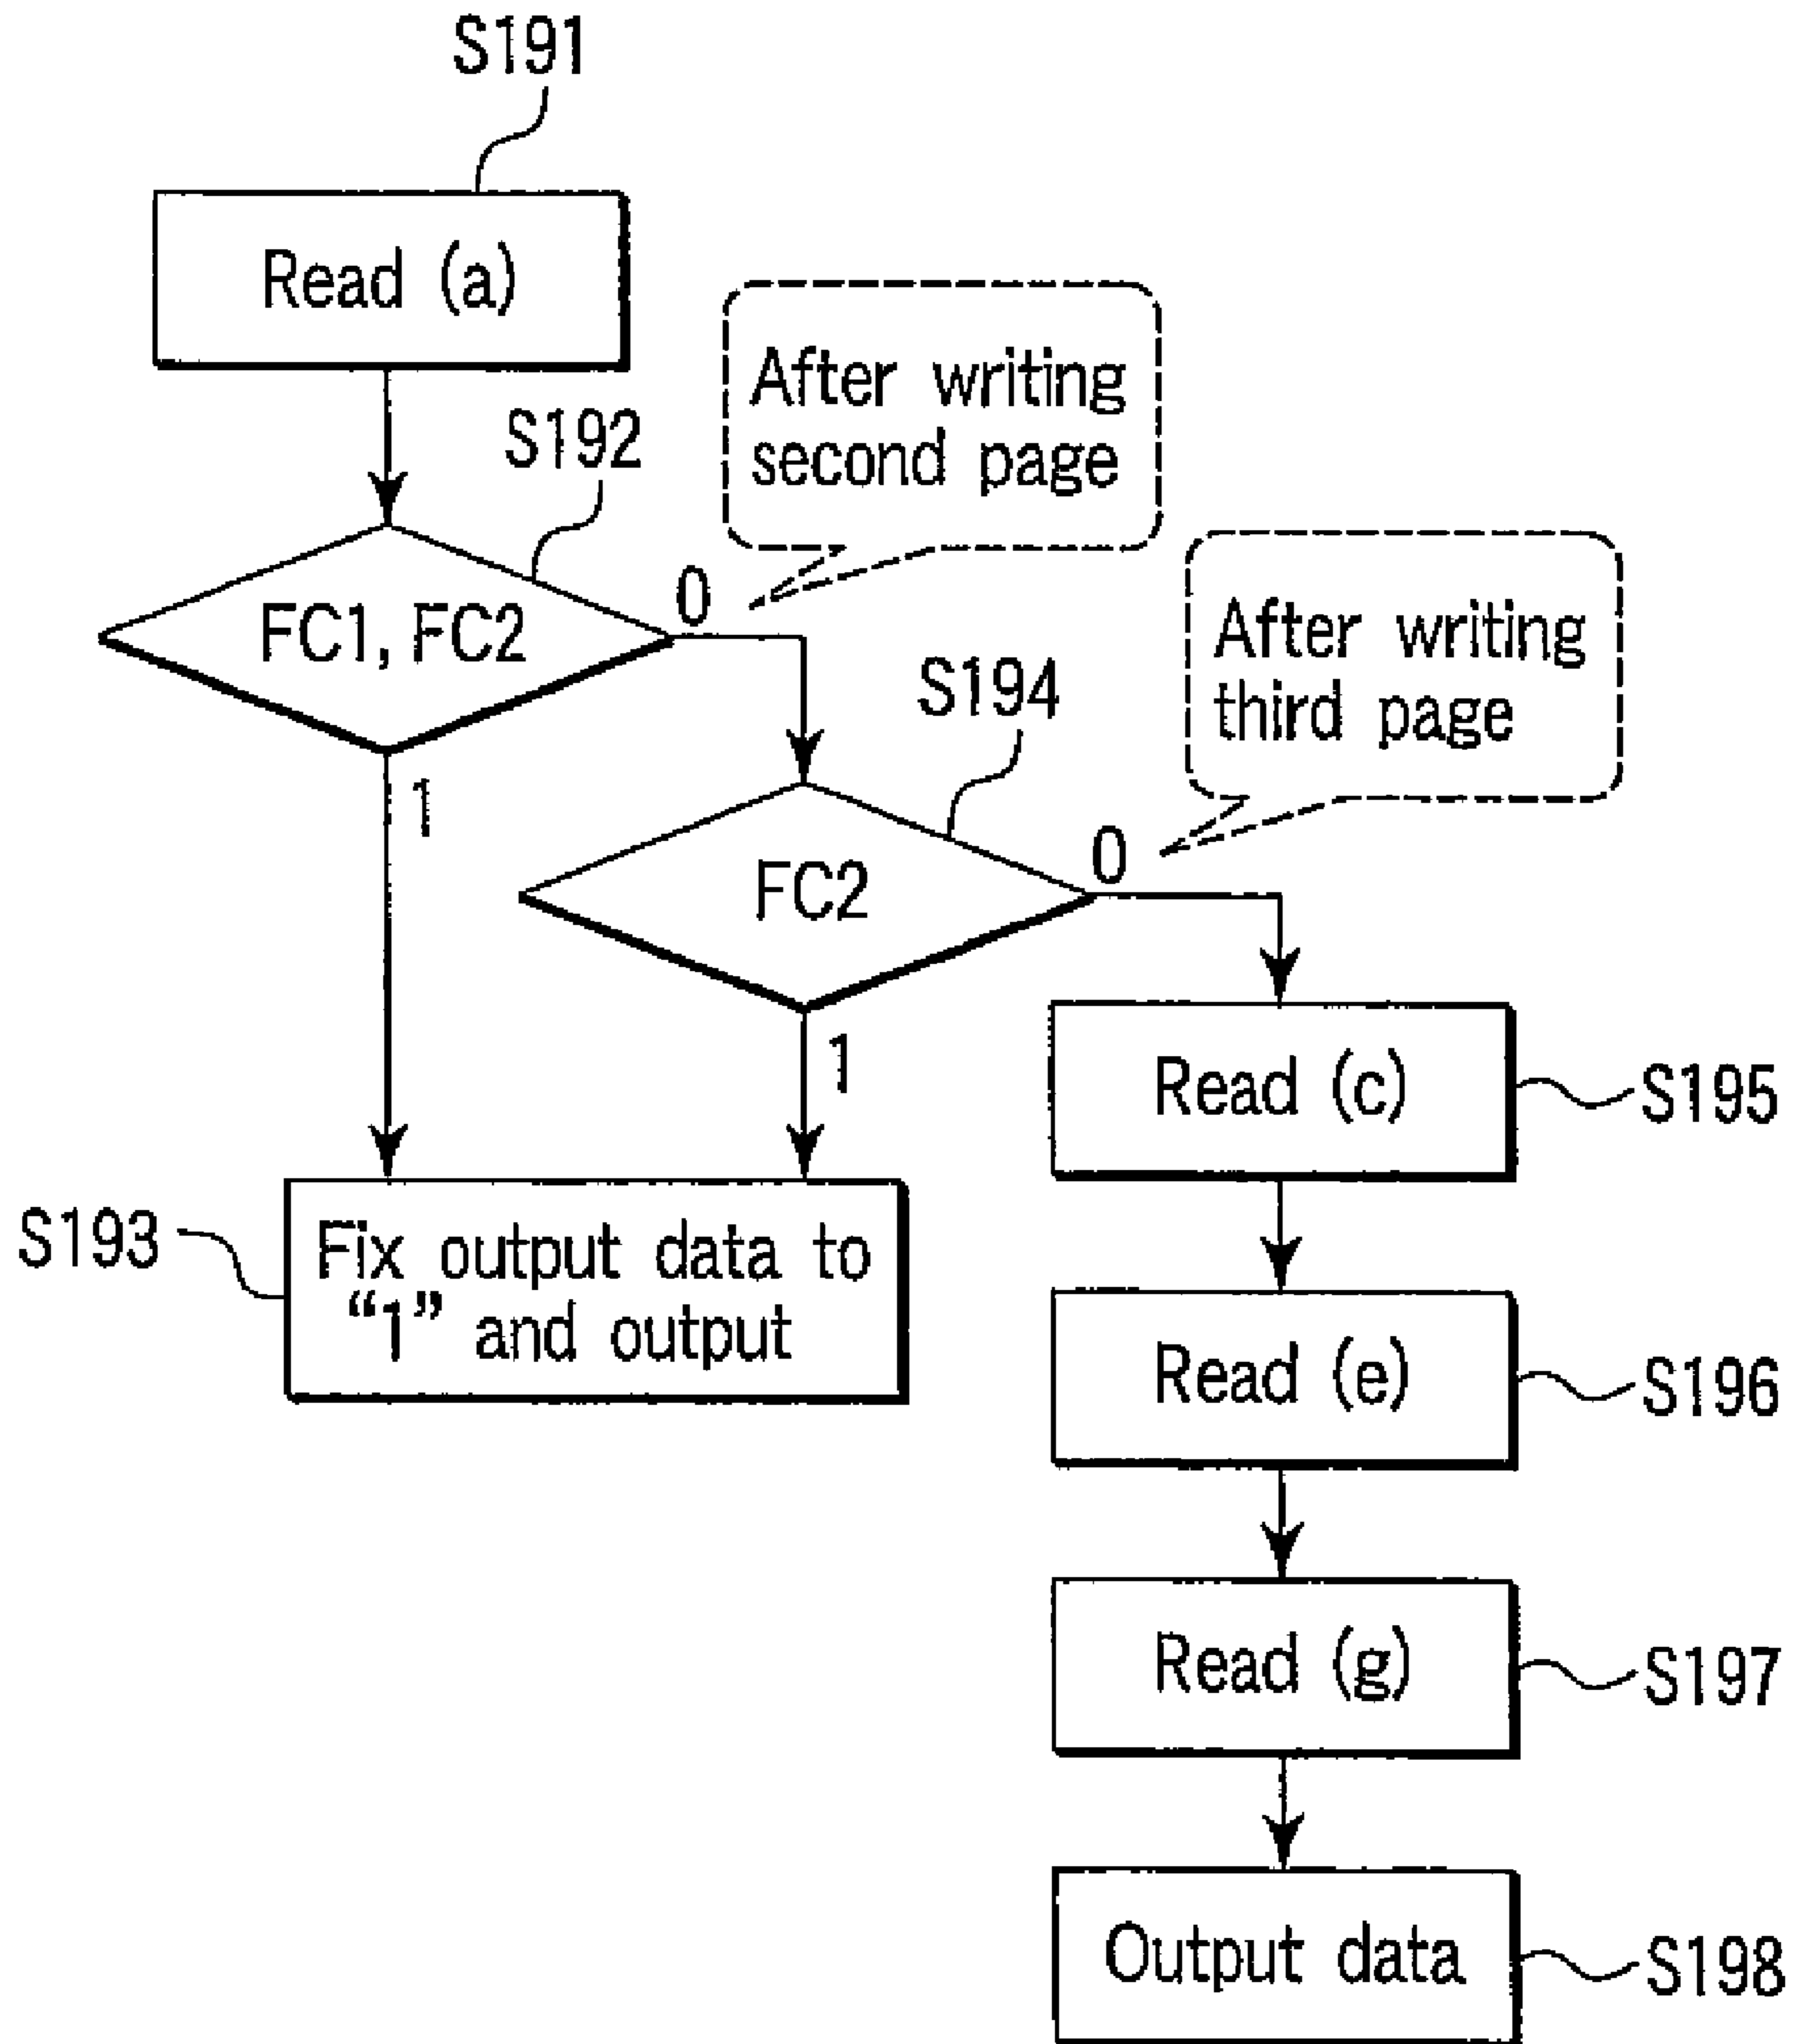 S191
Read (a)
After writing
second page
S192
0
FC1, FC2
After writing
third page
S194
1
0
FC2
1
Read (c)
S195
S193
Fix output data to
“1” and output
Read (e)
S196
Read (g)
S197
Output data
S198